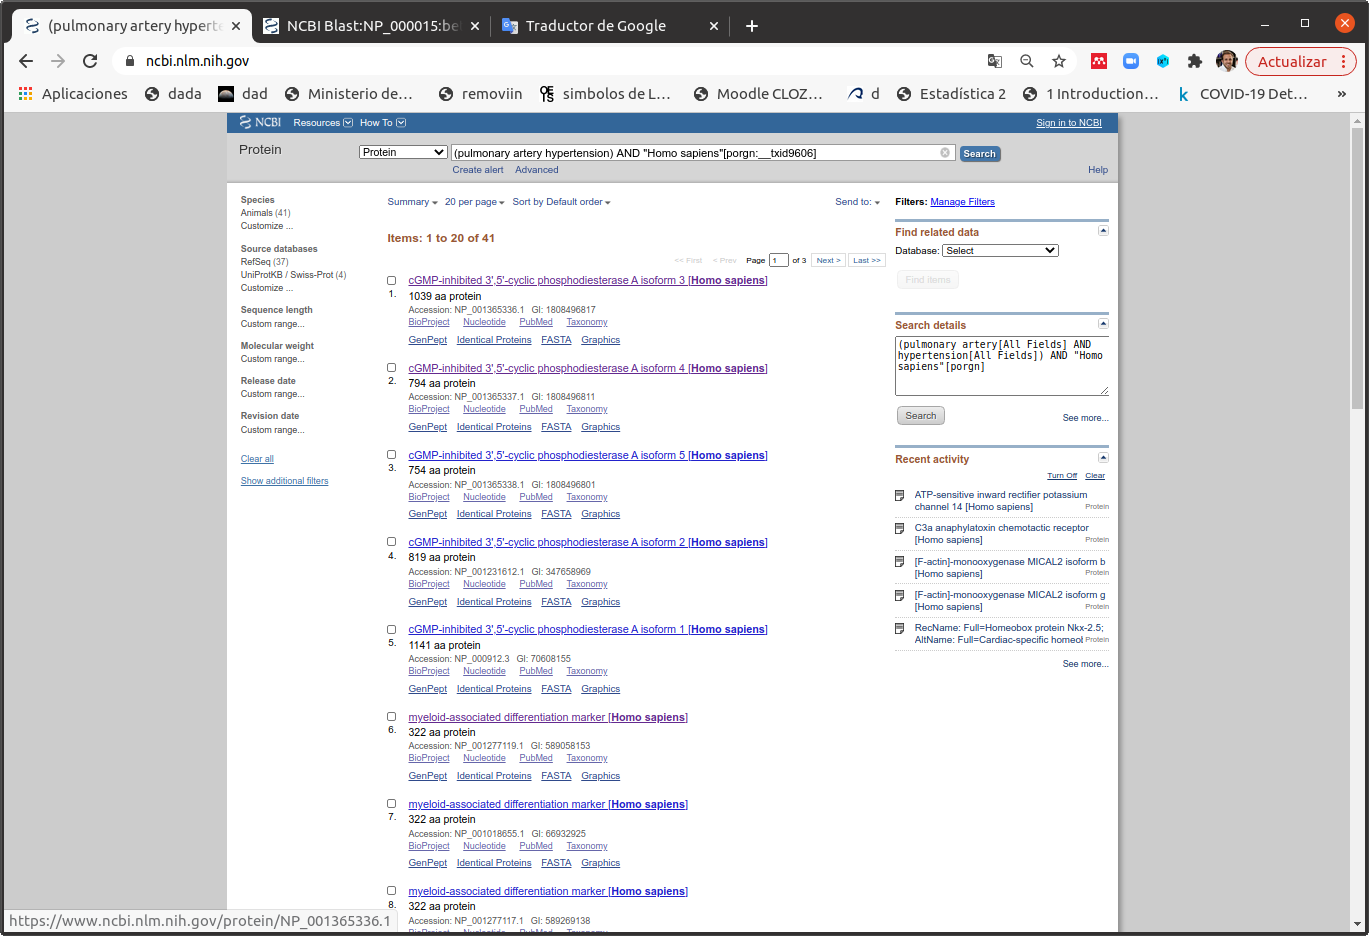 (pulmonary artery hyperte
NCBI Blast:NP_000015:be
Traductor de Google
ncbi.nlm.nih.gov
Actualizar
Aplicaciones
dada
dad
Ministerio de...
removiin
simbolos de L...
Moodle CLOZ...
d
Estadística 2
1 Introduction...
COVID-19 Det...
»
NCBI
Resources
How To
Sign in to NCBI
Protein
Protein
(pulmonary artery hypertension) AND "Homo sapiens"[porgn:__txid9606]
Search
Create alert
Advanced
Help
Species
Animals (41)
Customize ...
Source databases
RefSeq (37)
UniProtKB / Swiss-Prot (4)
Customize ...
Sequence length
Custom range...
Molecular weight
Custom range...
Release date
Custom range...
Revision date
Custom range...
Clear all
Show additional filters
Summary
20 per page
Sort by Default order
Send to:
Items: 1 to 20 of 41
<< First < Prev Page 1 of 3 Next > Last >>
cGMP-inhibited 3',5'-cyclic phosphodiesterase A isoform 3 [Homo sapiens]
1. 1039 aa protein
Accession: NP_001365336.1 GI: 1808496817
BioProject Nucleotide PubMed Taxonomy
GenPept Identical Proteins FASTA Graphics
cGMP-inhibited 3',5'-cyclic phosphodiesterase A isoform 4 [Homo sapiens]
2. 794 aa protein
Accession: NP_001365337.1 GI: 1808496811
BioProject Nucleotide PubMed Taxonomy
GenPept Identical Proteins FASTA Graphics
cGMP-inhibited 3',5'-cyclic phosphodiesterase A isoform 5 [Homo sapiens]
3. 754 aa protein
Accession: NP_001365338.1 GI: 1808496801
BioProject Nucleotide PubMed Taxonomy
GenPept Identical Proteins FASTA Graphics
cGMP-inhibited 3',5'-cyclic phosphodiesterase A isoform 2 [Homo sapiens]
4. 819 aa protein
Accession: NP_001231612.1 GI: 347658969
BioProject Nucleotide PubMed Taxonomy
GenPept Identical Proteins FASTA Graphics
cGMP-inhibited 3',5'-cyclic phosphodiesterase A isoform 1 [Homo sapiens]
5. 1141 aa protein
Accession: NP_000912.3 GI: 70608155
BioProject Nucleotide PubMed Taxonomy
GenPept Identical Proteins FASTA Graphics
myeloid-associated differentiation marker [Homo sapiens]
6. 322 aa protein
Accession: NP_001277119.1 GI: 589058153
BioProject Nucleotide PubMed Taxonomy
GenPept Identical Proteins FASTA Graphics
myeloid-associated differentiation marker [Homo sapiens]
7. 322 aa protein
Accession: NP_001018655.1 GI: 66932925
BioProject Nucleotide PubMed Taxonomy
GenPept Identical Proteins FASTA Graphics
myeloid-associated differentiation marker [Homo sapiens]
8. 322 aa protein
Accession: NP_001277117.1 GI: 589269138
BioProject Nucleotide PubMed Taxonomy
Filters: Manage Filters
Find related data
Database: Select
Find items
Search details
(pulmonary artery[All Fields] AND
hypertension[All Fields]) AND "Homo
sapiens"[porgn]
Search
See more...
Recent activity
Turn Off Clear
ATP-sensitive inward rectifier potassium
channel 14 [Homo sapiens] Protein
C3a anaphylatoxin chemotactic receptor
[Homo sapiens] Protein
[F-actin]-monooxygenase MICAL2 isoform b
[Homo sapiens] Protein
[F-actin]-monooxygenase MICAL2 isoform g
[Homo sapiens] Protein
RecName: Full=Homeobox protein Nkx-2.5;
AltName: Full=Cardiac-specific homeol Protein
See more...
https://www.ncbi.nlm.nih.gov/protein/NP_001365336.1